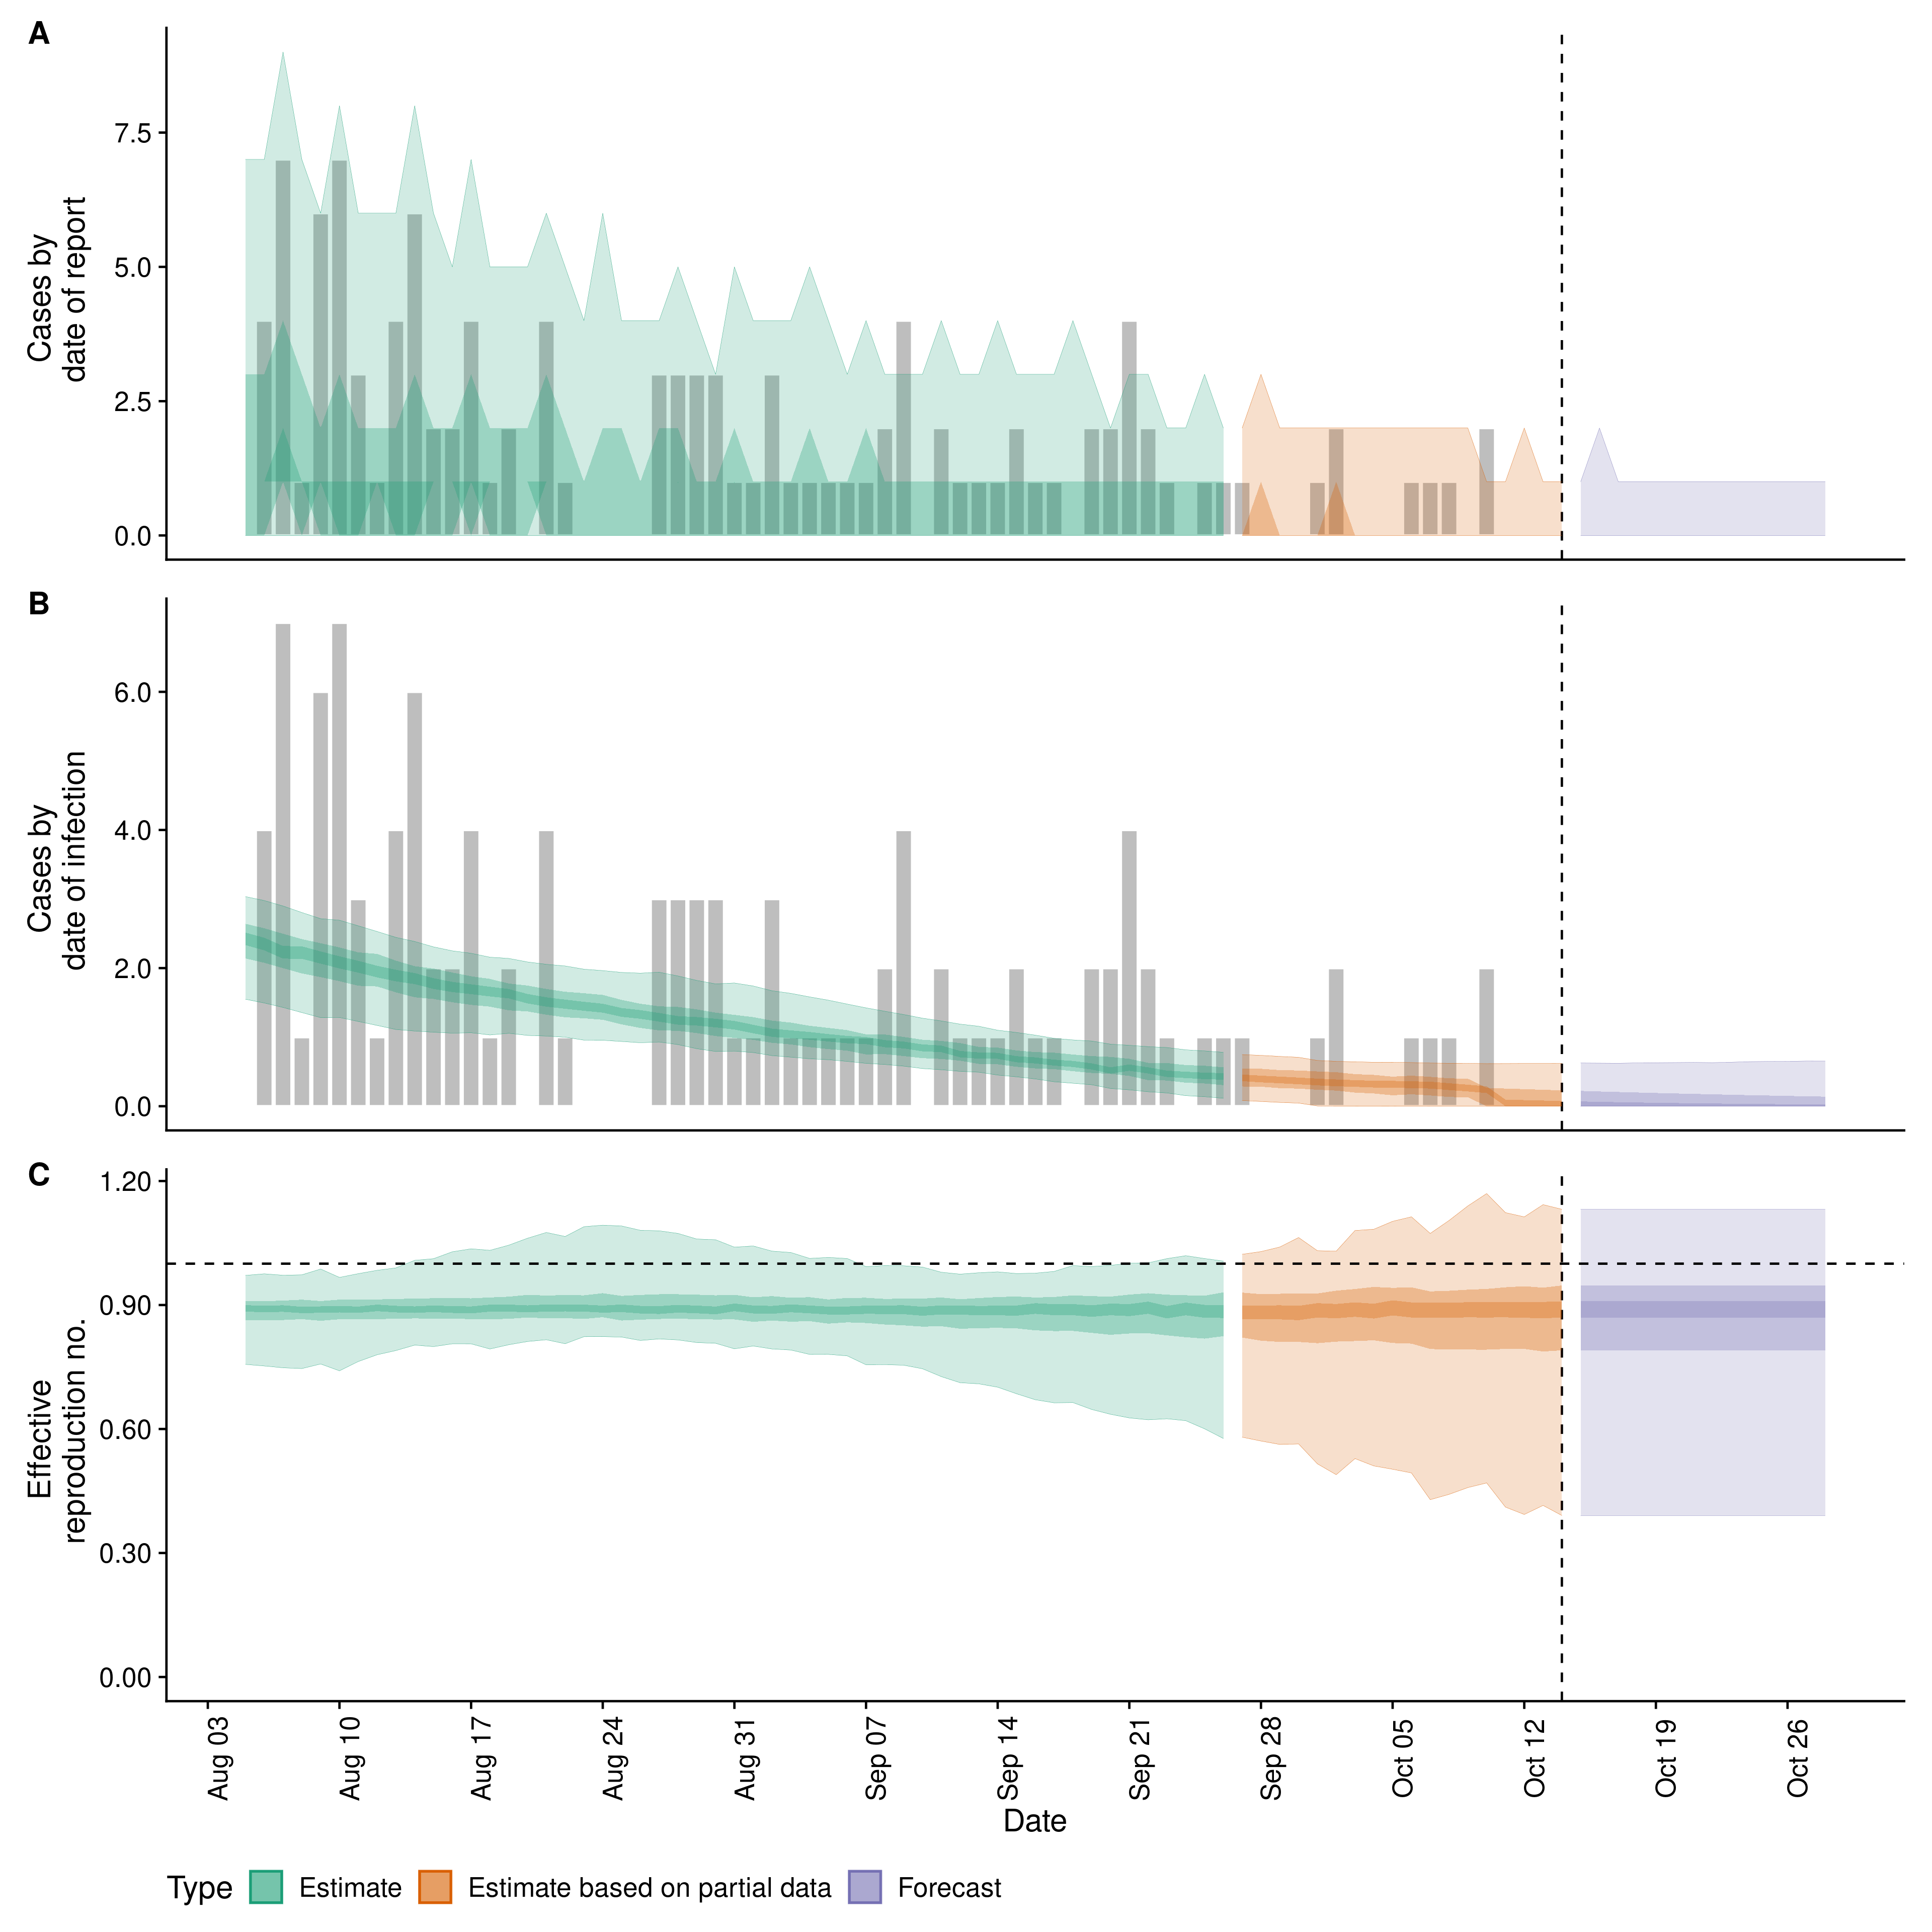 A
Cases by
date of report
7.5
5.0
2.5
0.0
B
Cases by
date of infection
6.0
4.0
2.0
0.0
C
Effective
reproduction no.
1.20
0.90
0.60
0.30
0.00
Aug 03
Aug 10
Aug 17
Aug 24
Aug 31
Sep 07
Sep 14
Sep 21
Sep 28
Oct 05
Oct 12
Oct 19
Oct 26
Date
Type Estimate Estimate based on partial data Forecast